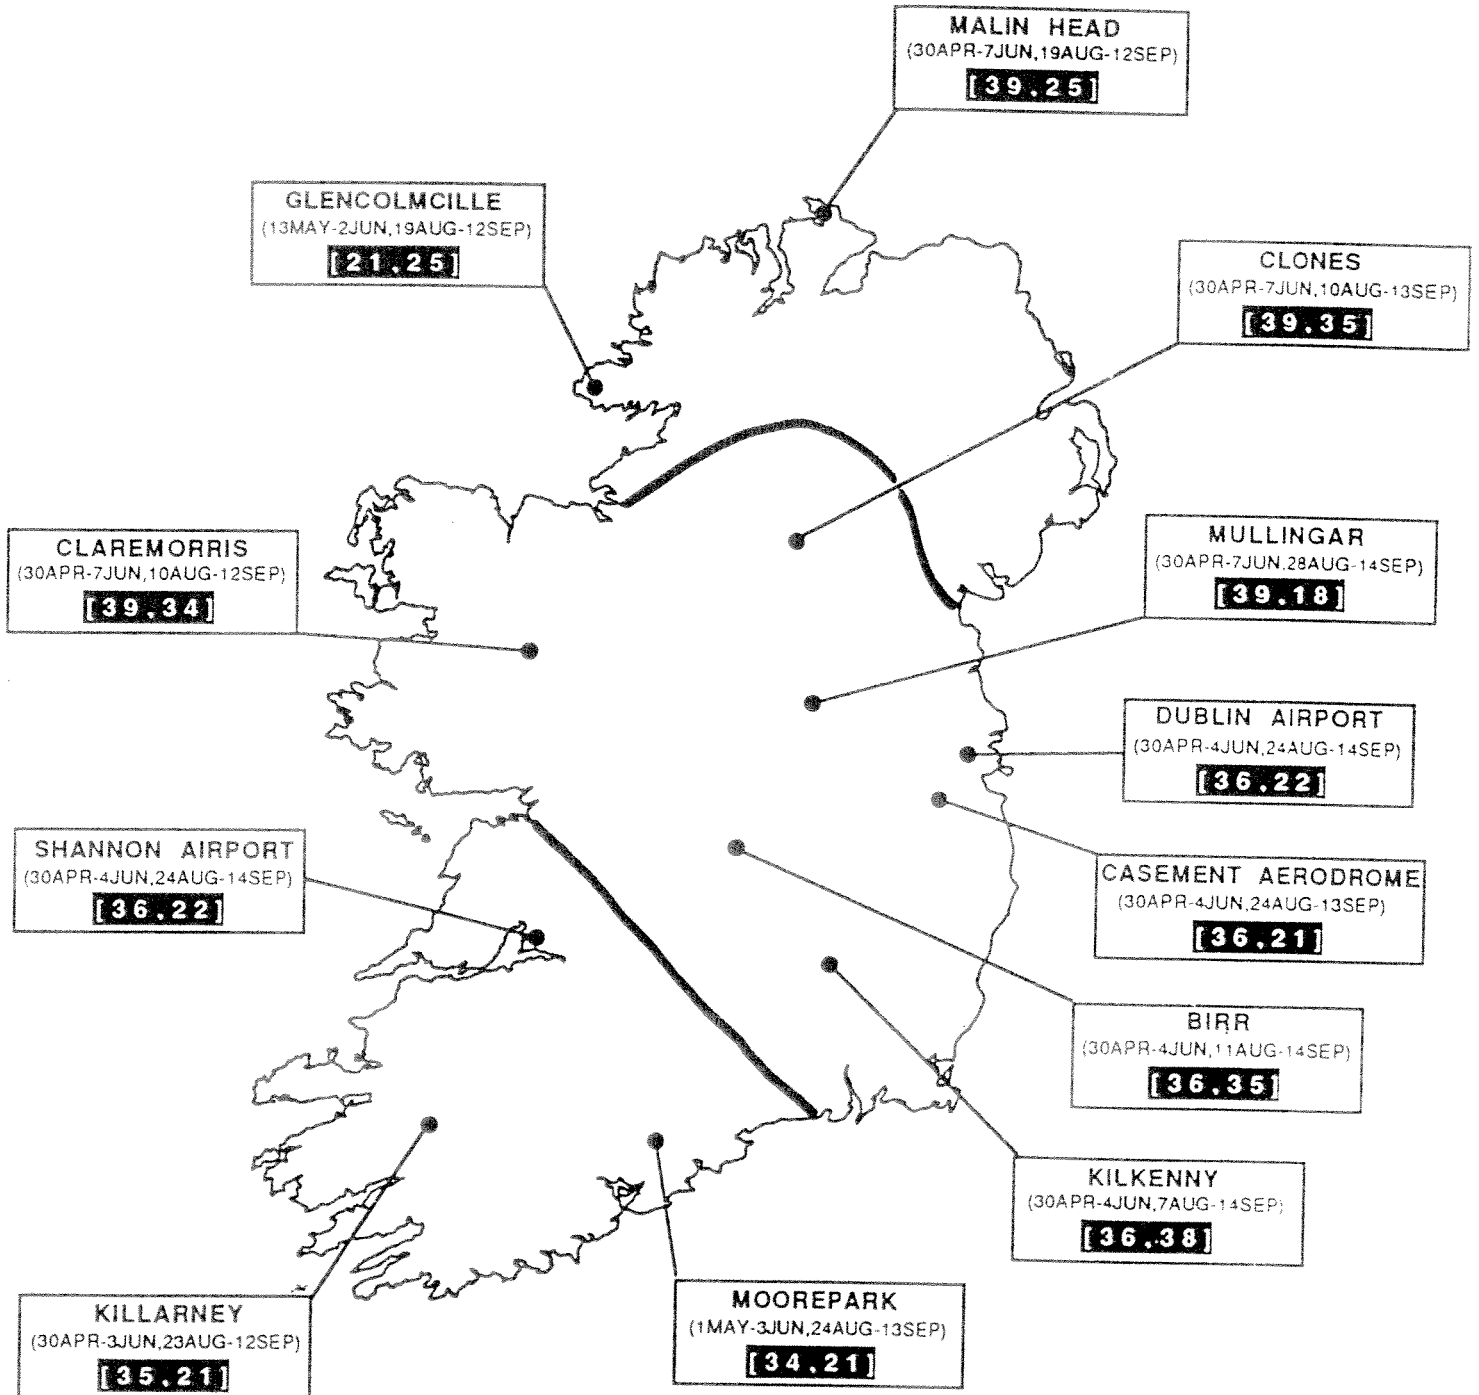 MALIN HEAD
(30APR-7JUN,19AUG-12SEP)
[39.25]
GLENCOLMCILLE
(13MAY-2JUN,19AUG-12SEP)
[21.25]
CLONES
(30APR-7JUN,10AUG-13SEP)
[39.35]
CLAREMORRIS
(30APR-7JUN,10AUG-12SEP)
[39.34]
MULLINGAR
(30APR-7JUN,28AUG-14SEP)
[39.18]
DUBLIN AIRPORT
(30APR-4JUN,24AUG-14SEP)
[36.22]
SHANNON AIRPORT
(30APR-4JUN,24AUG-14SEP)
[36.22]
CASEMENT AERODROME
(30APR-4JUN,24AUG-13SEP)
[36.21]
BIRR
(30APR-4JUN,11AUG-14SEP)
[36.35]
KILKENNY
(30APR-4JUN,7AUG-14SEP)
[36.38]
MOOREPARK
(1MAY-3JUN,24AUG-13SEP)
[34.21]
KILLARNEY
(30APR-3JUN,23AUG-12SEP)
[35.21]